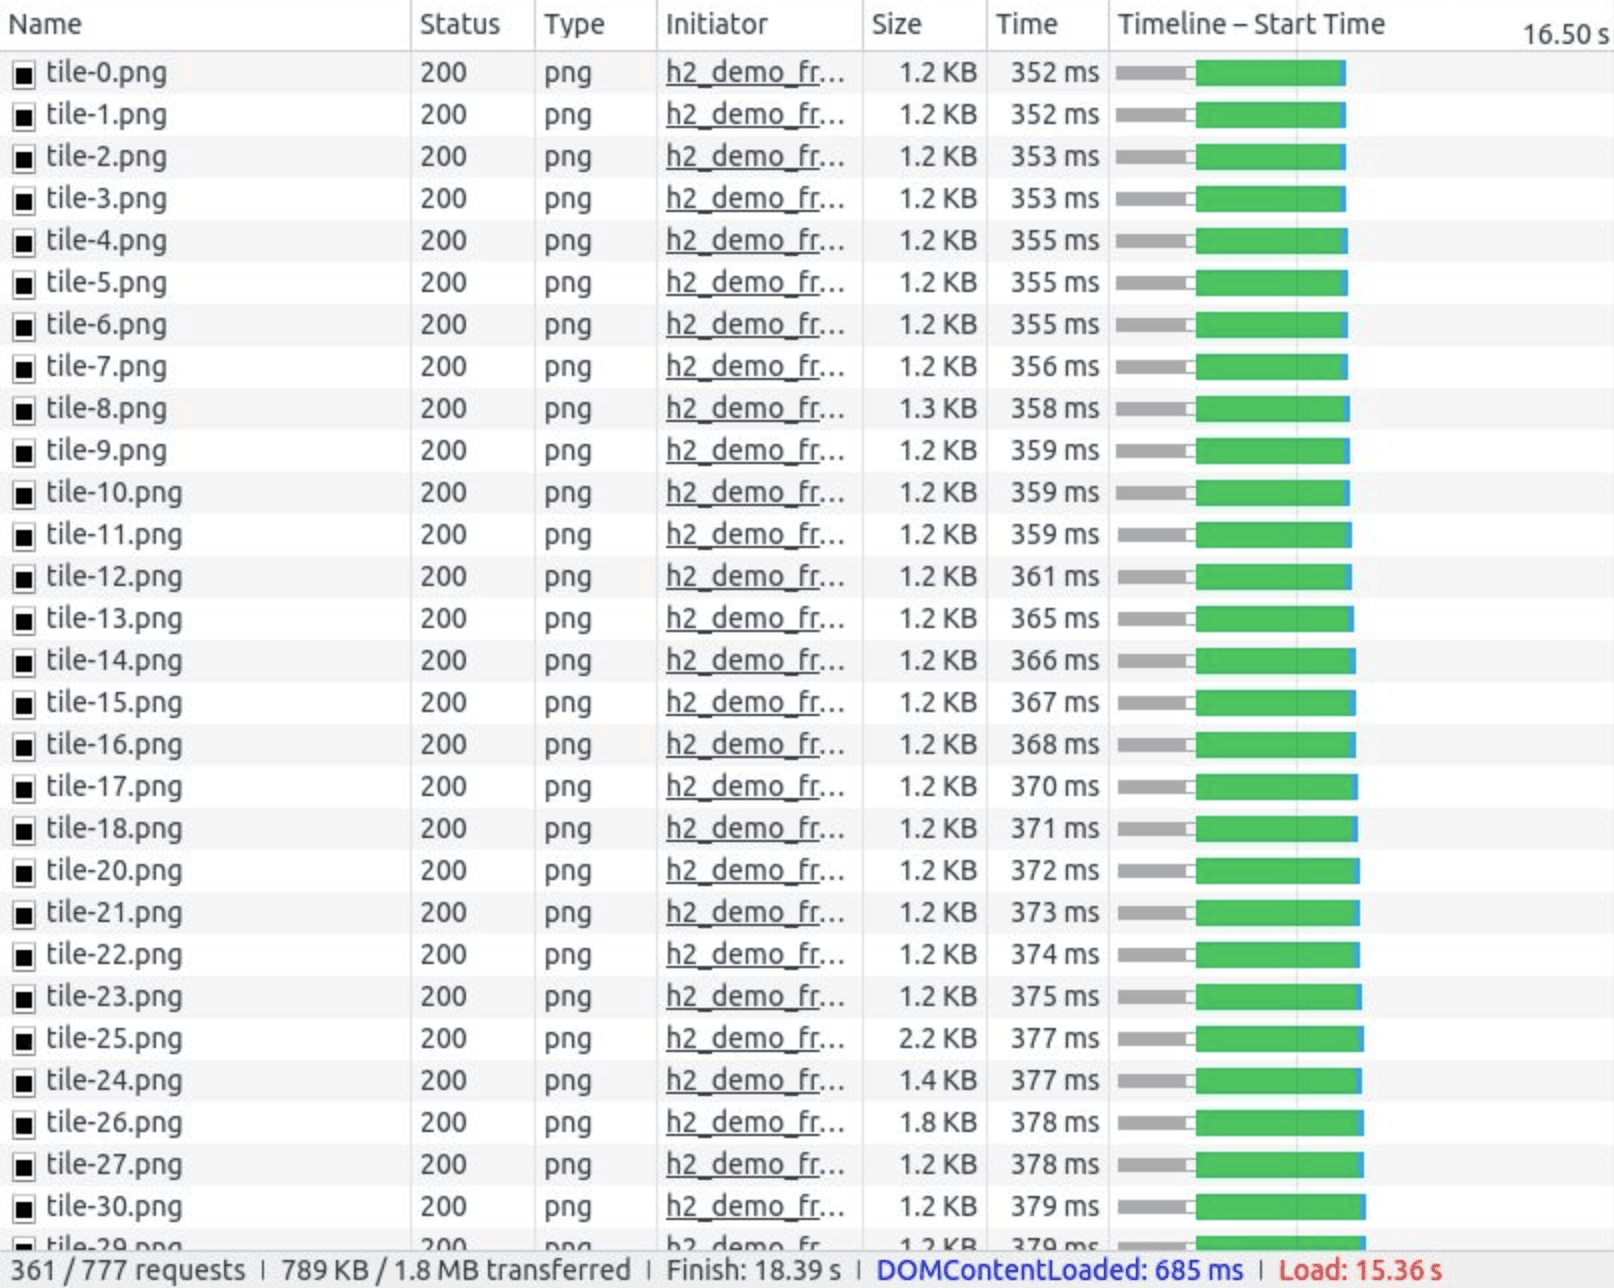 Name Status Type Initiator Size Time Timeline – Start Time 16.50 s
tile-0.png 200 png h2_demo_fr... 1.2 KB 352 ms
tile-1.png 200 png h2_demo_fr... 1.2 KB 352 ms
tile-2.png 200 png h2_demo_fr... 1.2 KB 353 ms
tile-3.png 200 png h2_demo_fr... 1.2 KB 353 ms
tile-4.png 200 png h2_demo_fr... 1.2 KB 355 ms
tile-5.png 200 png h2_demo_fr... 1.2 KB 355 ms
tile-6.png 200 png h2_demo_fr... 1.2 KB 355 ms
tile-7.png 200 png h2_demo_fr... 1.2 KB 356 ms
tile-8.png 200 png h2_demo_fr... 1.3 KB 358 ms
tile-9.png 200 png h2_demo_fr... 1.2 KB 359 ms
tile-10.png 200 png h2_demo_fr... 1.2 KB 359 ms
tile-11.png 200 png h2_demo_fr... 1.2 KB 359 ms
tile-12.png 200 png h2_demo_fr... 1.2 KB 361 ms
tile-13.png 200 png h2_demo_fr... 1.2 KB 365 ms
tile-14.png 200 png h2_demo_fr... 1.2 KB 366 ms
tile-15.png 200 png h2_demo_fr... 1.2 KB 367 ms
tile-16.png 200 png h2_demo_fr... 1.2 KB 368 ms
tile-17.png 200 png h2_demo_fr... 1.2 KB 370 ms
tile-18.png 200 png h2_demo_fr... 1.2 KB 371 ms
tile-20.png 200 png h2_demo_fr... 1.2 KB 372 ms
tile-21.png 200 png h2_demo_fr... 1.2 KB 373 ms
tile-22.png 200 png h2_demo_fr... 1.2 KB 374 ms
tile-23.png 200 png h2_demo_fr... 1.2 KB 375 ms
tile-25.png 200 png h2_demo_fr... 2.2 KB 377 ms
tile-24.png 200 png h2_demo_fr... 1.4 KB 377 ms
tile-26.png 200 png h2_demo_fr... 1.8 KB 378 ms
tile-27.png 200 png h2_demo_fr... 1.2 KB 378 ms
tile-30.png 200 png h2_demo_fr... 1.2 KB 379 ms
tile-29.png 200 png h2_demo_fr... 1.2 KB 379 ms
361 / 777 requests | 789 KB / 1.8 MB transferred | Finish: 18.39 s | DOMContentLoaded: 685 ms | Load: 15.36 s